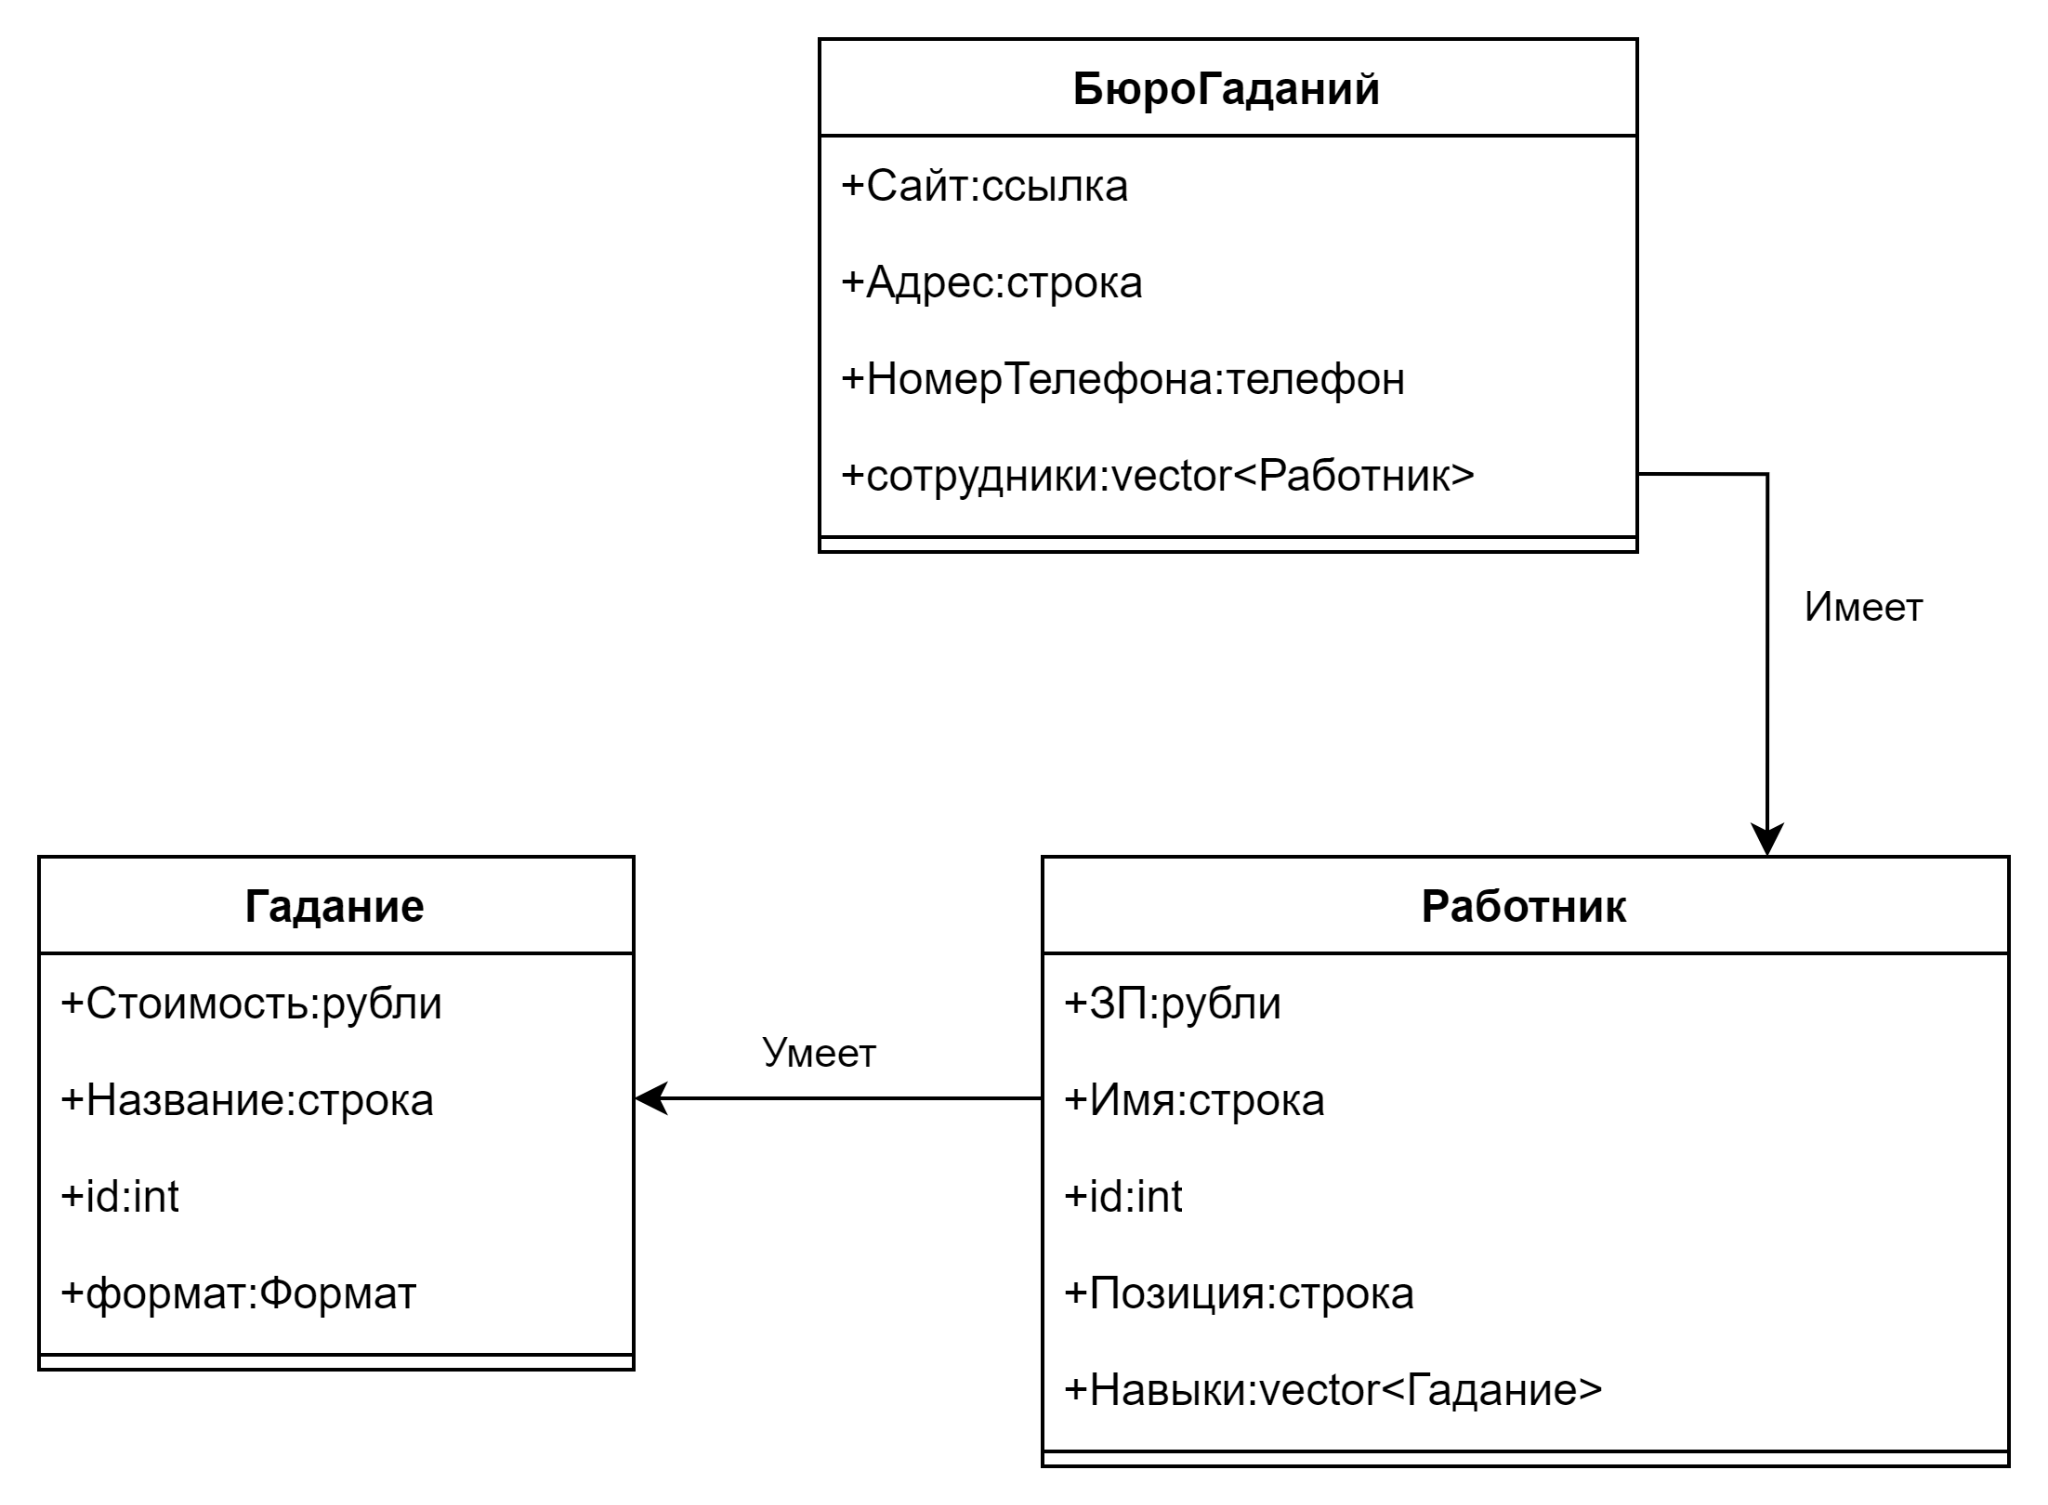 БюроГаданий
+Сайт:ссылка
+Адрес:строка
+НомерТелефона:телефон
+сотрудники:vector<Работник>
Имеет
Гадание
+Стоимость:рубли
+Название:строка
+id:int
+формат:Формат
Умеет
Работник
+ЗП:рубли
+Имя:строка
+id:int
+Позиция:строка
+Навыки:vector<Гадание>